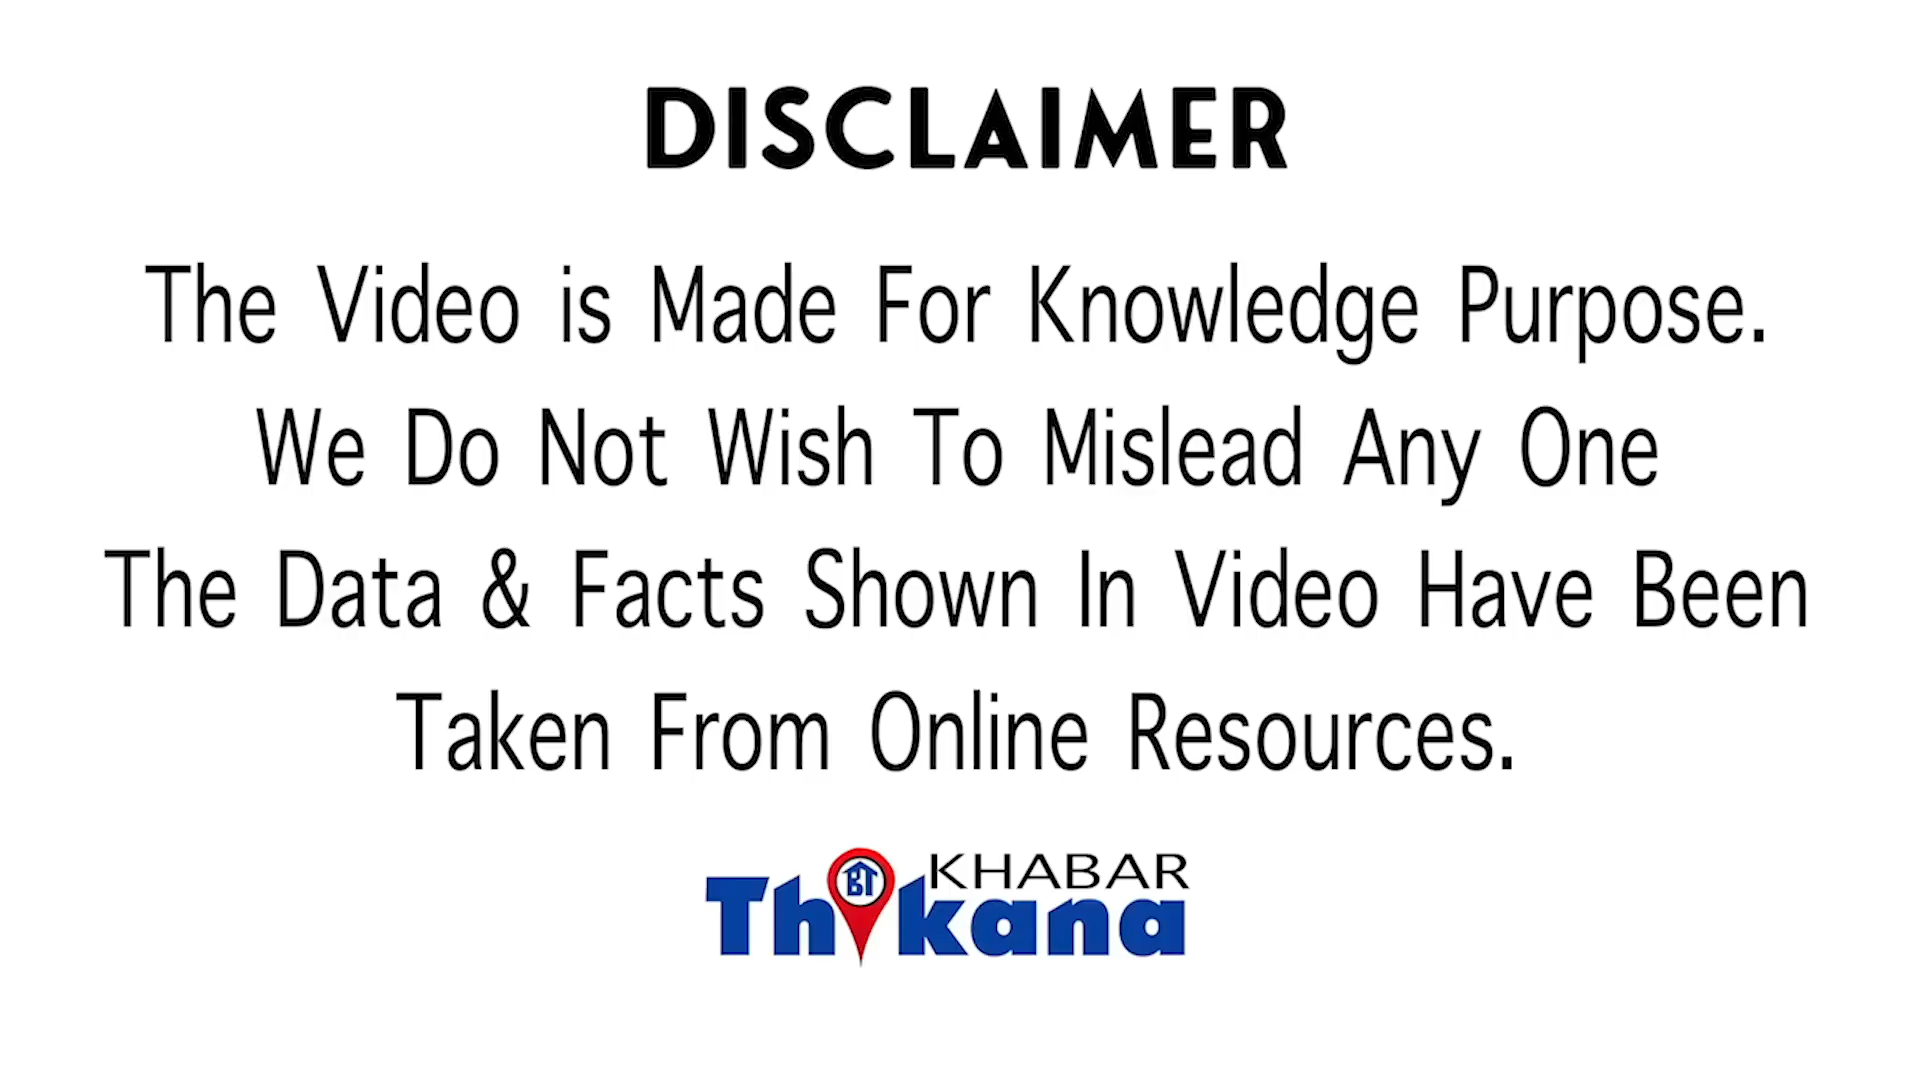 DISCLAIMER
The Video is Made For Knowledge Purpose.
We Do Not Wish To Mislead Any One
The Data & Facts Shown In Video Have Been
Taken From Online Resources.
KHABAR
Thikana
BT